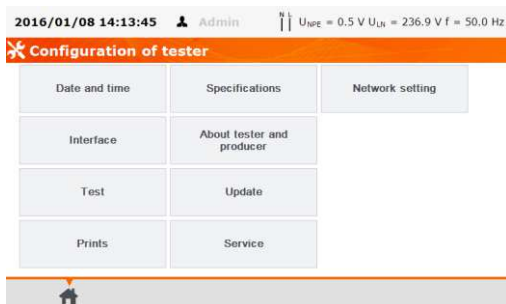 2016/01/08 14:13:45 Admin N L U_NPE = 0.5 V U_LN = 236.9 V f = 50.0 Hz
Configuration of tester
Date and time
Specifications
Network setting
Interface
About tester and
producer
Test
Update
Prints
Service